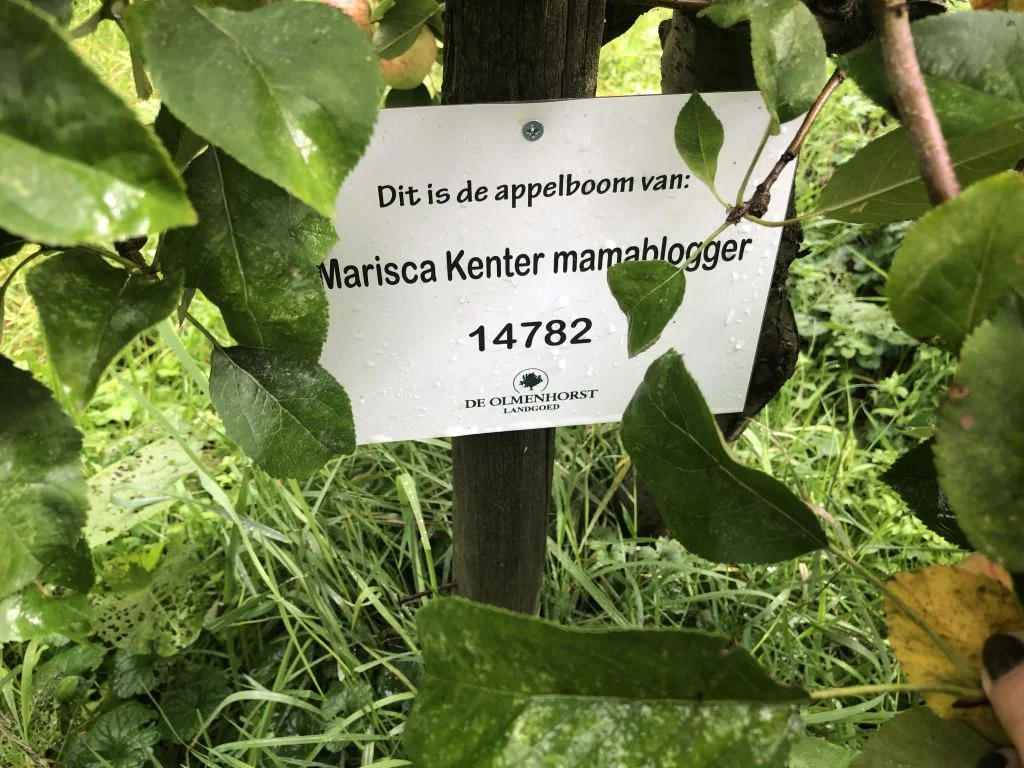 Dit is de appelboom van:
Marisca Kenter mamablogger
14782
DE OLMENHORST
LANDGOED